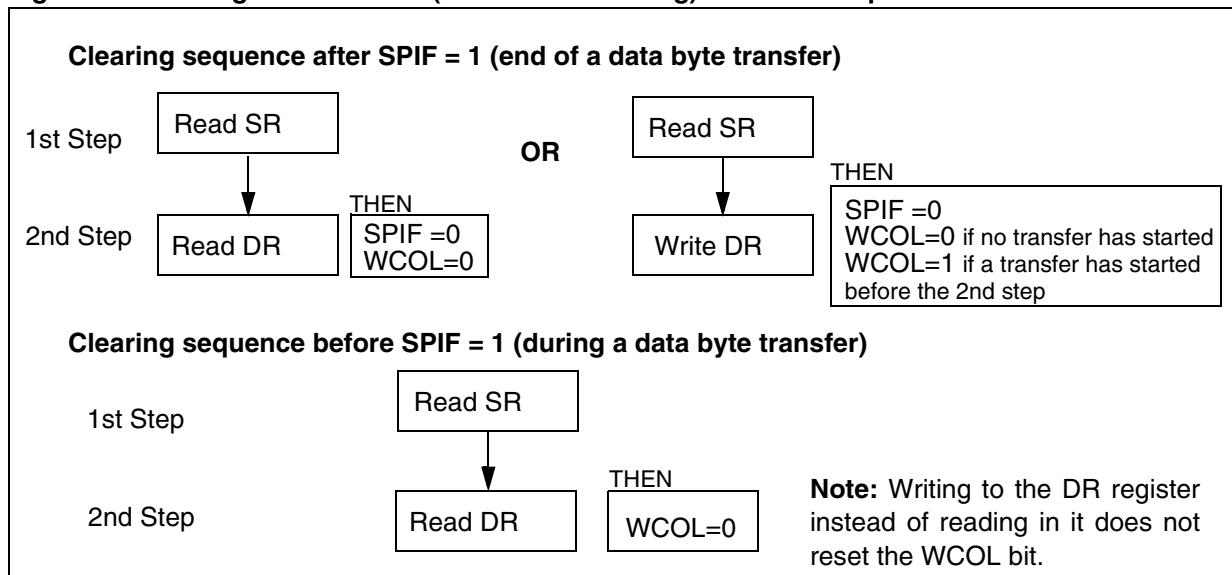 Clearing sequence after SPIF = 1 (end of a data byte transfer)
1st Step
Read SR
OR
Read SR
THEN
2nd Step
Read DR
THEN
SPIF =0
WCOL=0
Write DR
SPIF =0
WCOL=0 if no transfer has started
WCOL=1 if a transfer has started
before the 2nd step
Clearing sequence before SPIF = 1 (during a data byte transfer)
1st Step
Read SR
2nd Step
Read DR
THEN
WCOL=0
Note: Writing to the DR register
instead of reading in it does not
reset the WCOL bit.